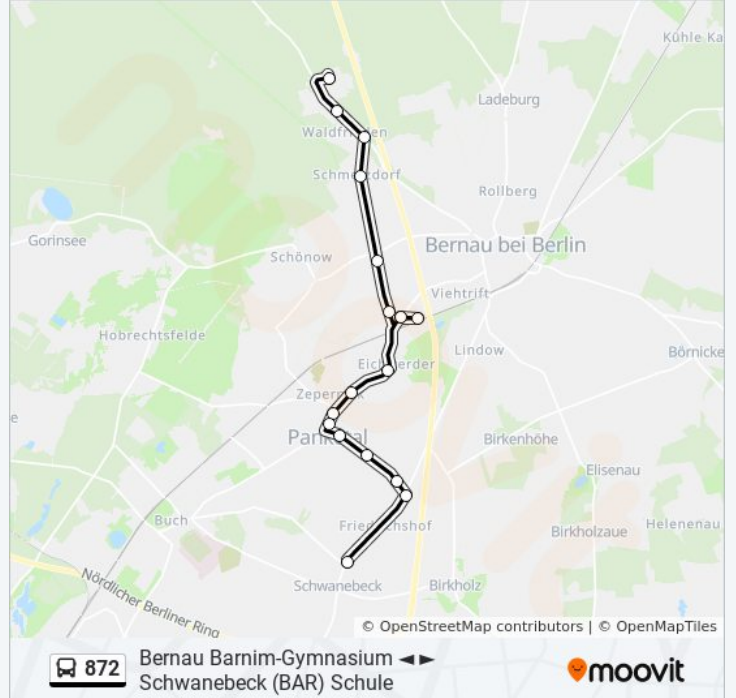 Kühle Ka
Ladeburg
Waldfrieden
Schmetzdorf
Rollberg
Gorinsee
Bernau bei Berlin
Schönow
Viehtrift
Hobrechtsfelde
Lindow
Börnicke
Eichwerder
Zepernick
Panketal
Birkenhöhe
e
Elisenau
Buch
Friedrichshof
Helenenau
Birkholzaue
Nördlicher Berliner Ring
Schwanebeck
Birkholz
© OpenStreetMap contributors | © OpenMapTiles
872
Bernau Barnim-Gymnasium ◄►
Schwanebeck (BAR) Schule
moovit